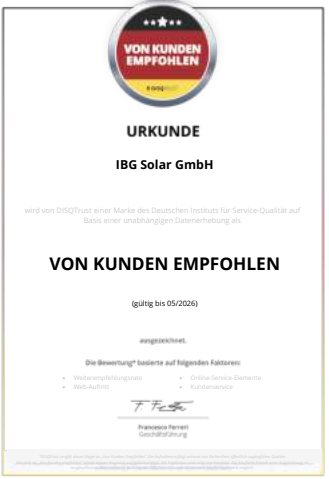 VON KUNDEN
EMPFOHLEN
URKUNDE
IBG Solar GmbH
wird von DISQTrust einer Marke des Deutschen Instituts für Service-Qualität auf
Basis einer unabhängigen Datenerhebung als
VON KUNDEN EMPFOHLEN
(gültig bis 05/2026)
ausgezeichnet.
Die Bewertung* basierte auf folgenden Faktoren:
• Weiterempfehlungsrate • Online-Service-Elemente
• Web-Auftritt • Kundenservice
Francesco Ferreri
Geschäftsführung